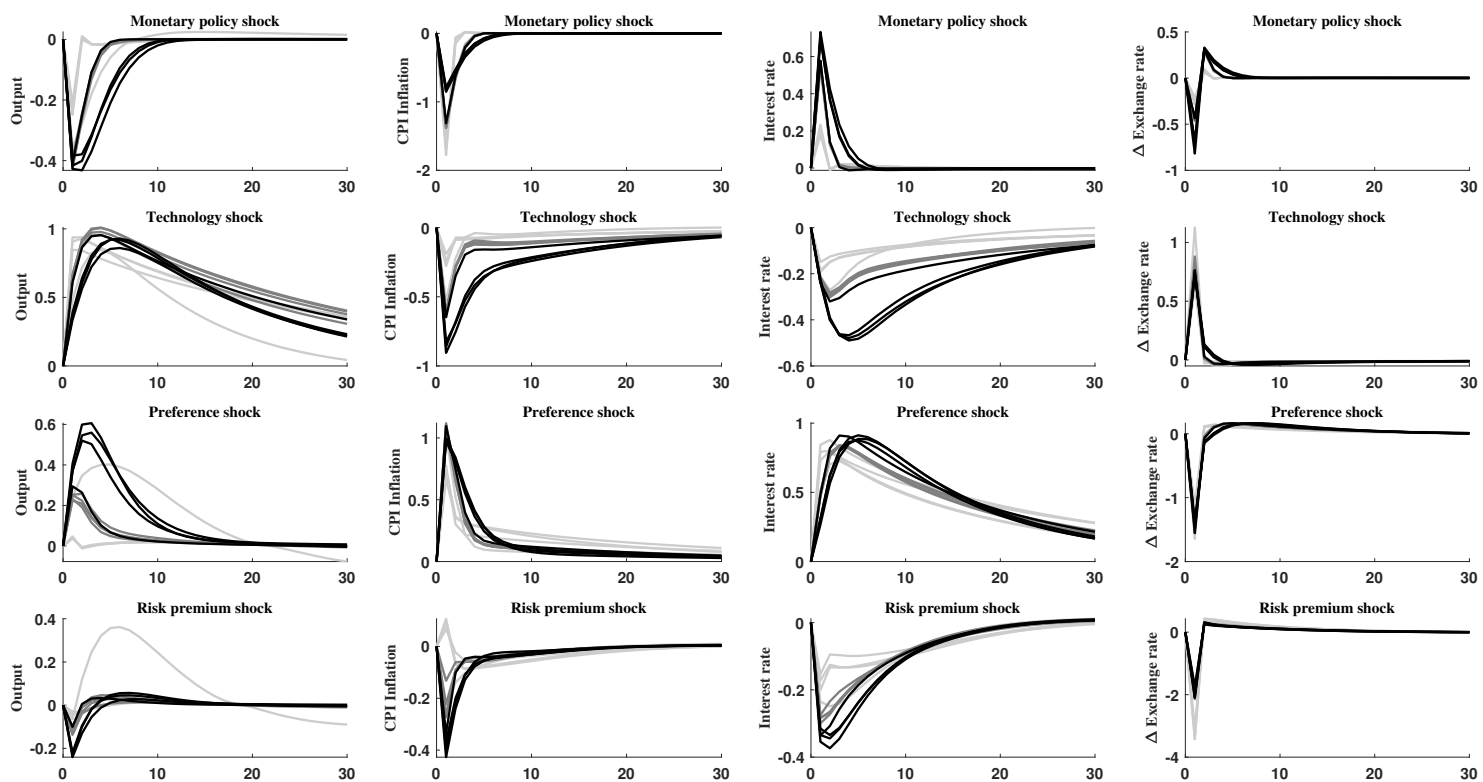 Monetary policy shock
Output
0
-0.2
-0.4
0 10 20 30
Monetary policy shock
CPI Inflation
0
-1
-2
0 10 20 30
Monetary policy shock
Interest rate
0.6
0.4
0.2
0
0 10 20 30
Monetary policy shock
Δ Exchange rate
0.5
0
-0.5
-1
0 10 20 30
Technology shock
Output
1
0.5
0
0 10 20 30
Technology shock
CPI Inflation
0
-0.5
-1
0 10 20 30
Technology shock
Interest rate
0
-0.2
-0.4
-0.6
0 10 20 30
Technology shock
Δ Exchange rate
1
0.5
0
0 10 20 30
Preference shock
Output
0.6
0.4
0.2
0
0 10 20 30
Preference shock
CPI Inflation
1
0.5
0
0 10 20 30
Preference shock
Interest rate
1
0.5
0
0 10 20 30
Preference shock
Δ Exchange rate
0
-1
-2
0 10 20 30
Risk premium shock
Output
0.4
0.2
0
-0.2
0 10 20 30
Risk premium shock
CPI Inflation
0
-0.2
-0.4
0 10 20 30
Risk premium shock
Interest rate
0
-0.2
-0.4
0 10 20 30
Risk premium shock
Δ Exchange rate
0
-2
-4
0 10 20 30